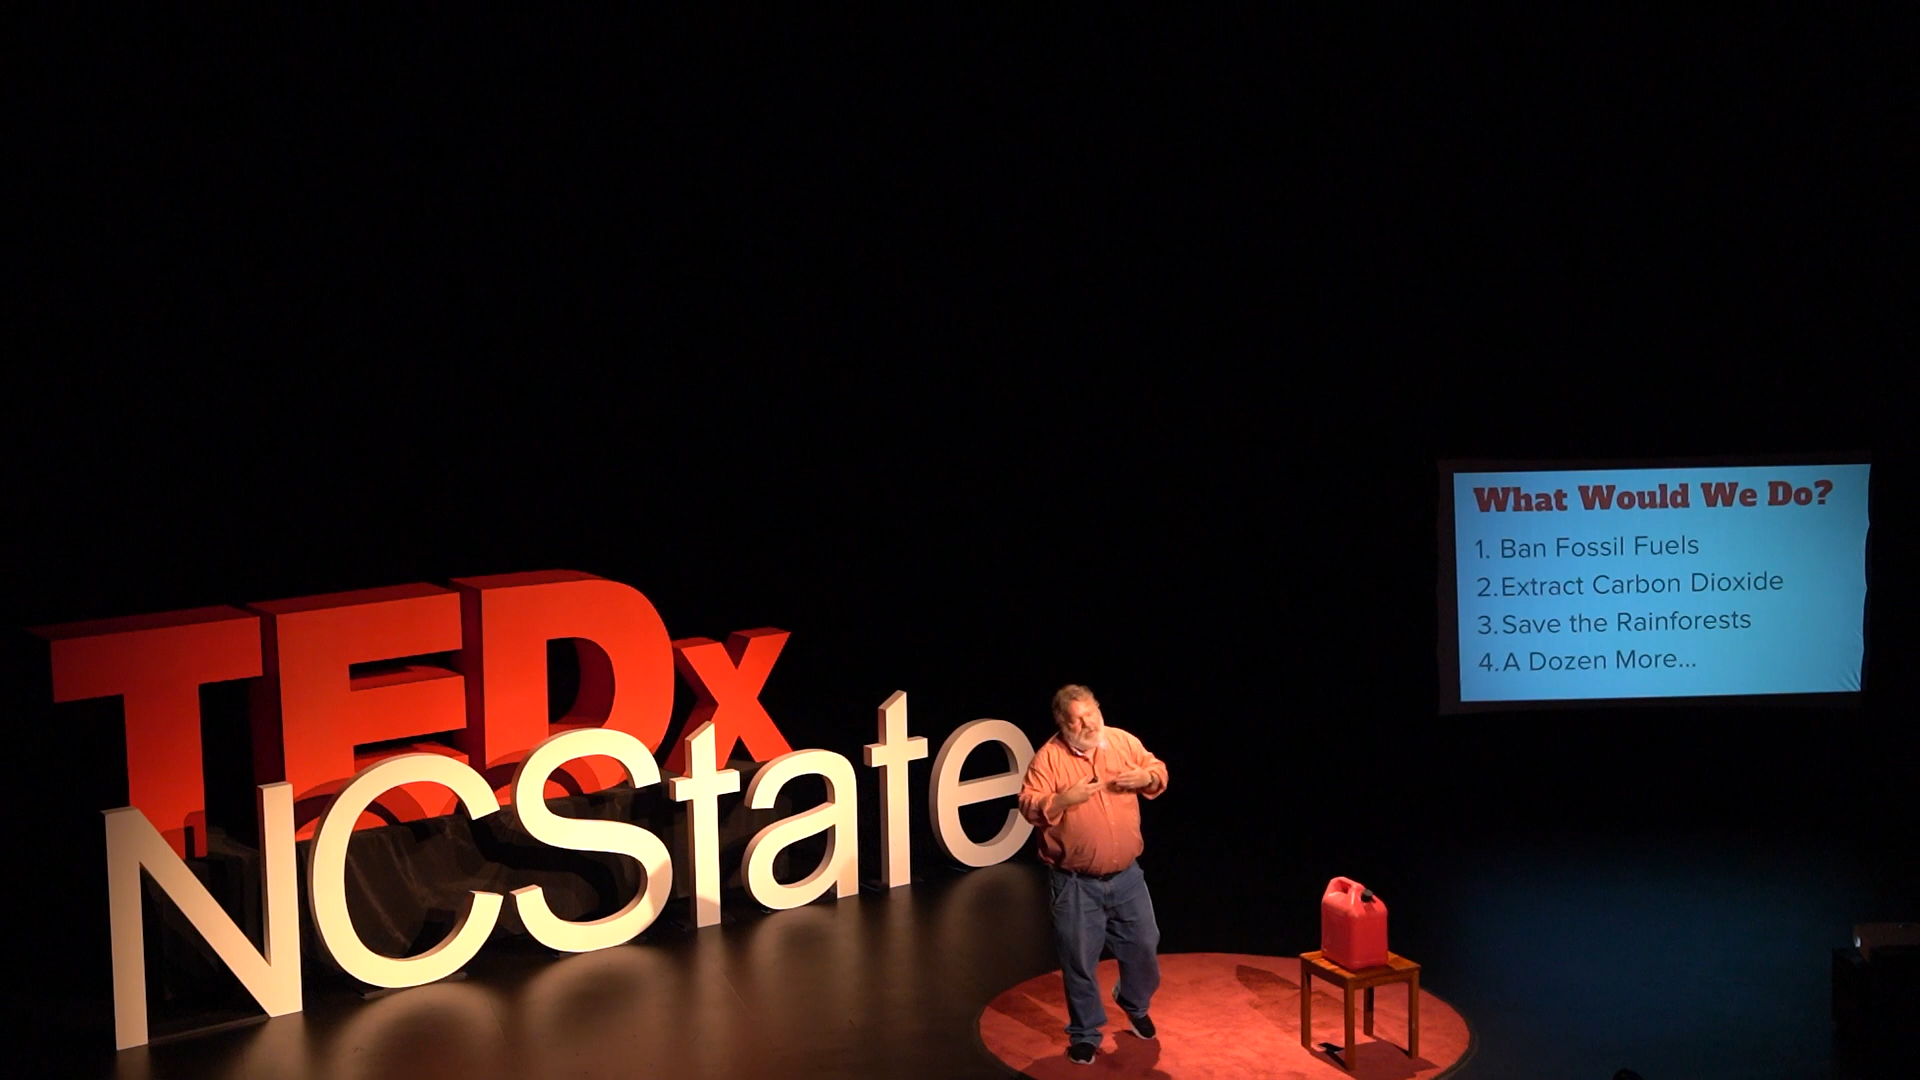 TEDx
NCState
What Would We Do?
1. Ban Fossil Fuels
2. Extract Carbon Dioxide
3. Save the Rainforests
4. A Dozen More...